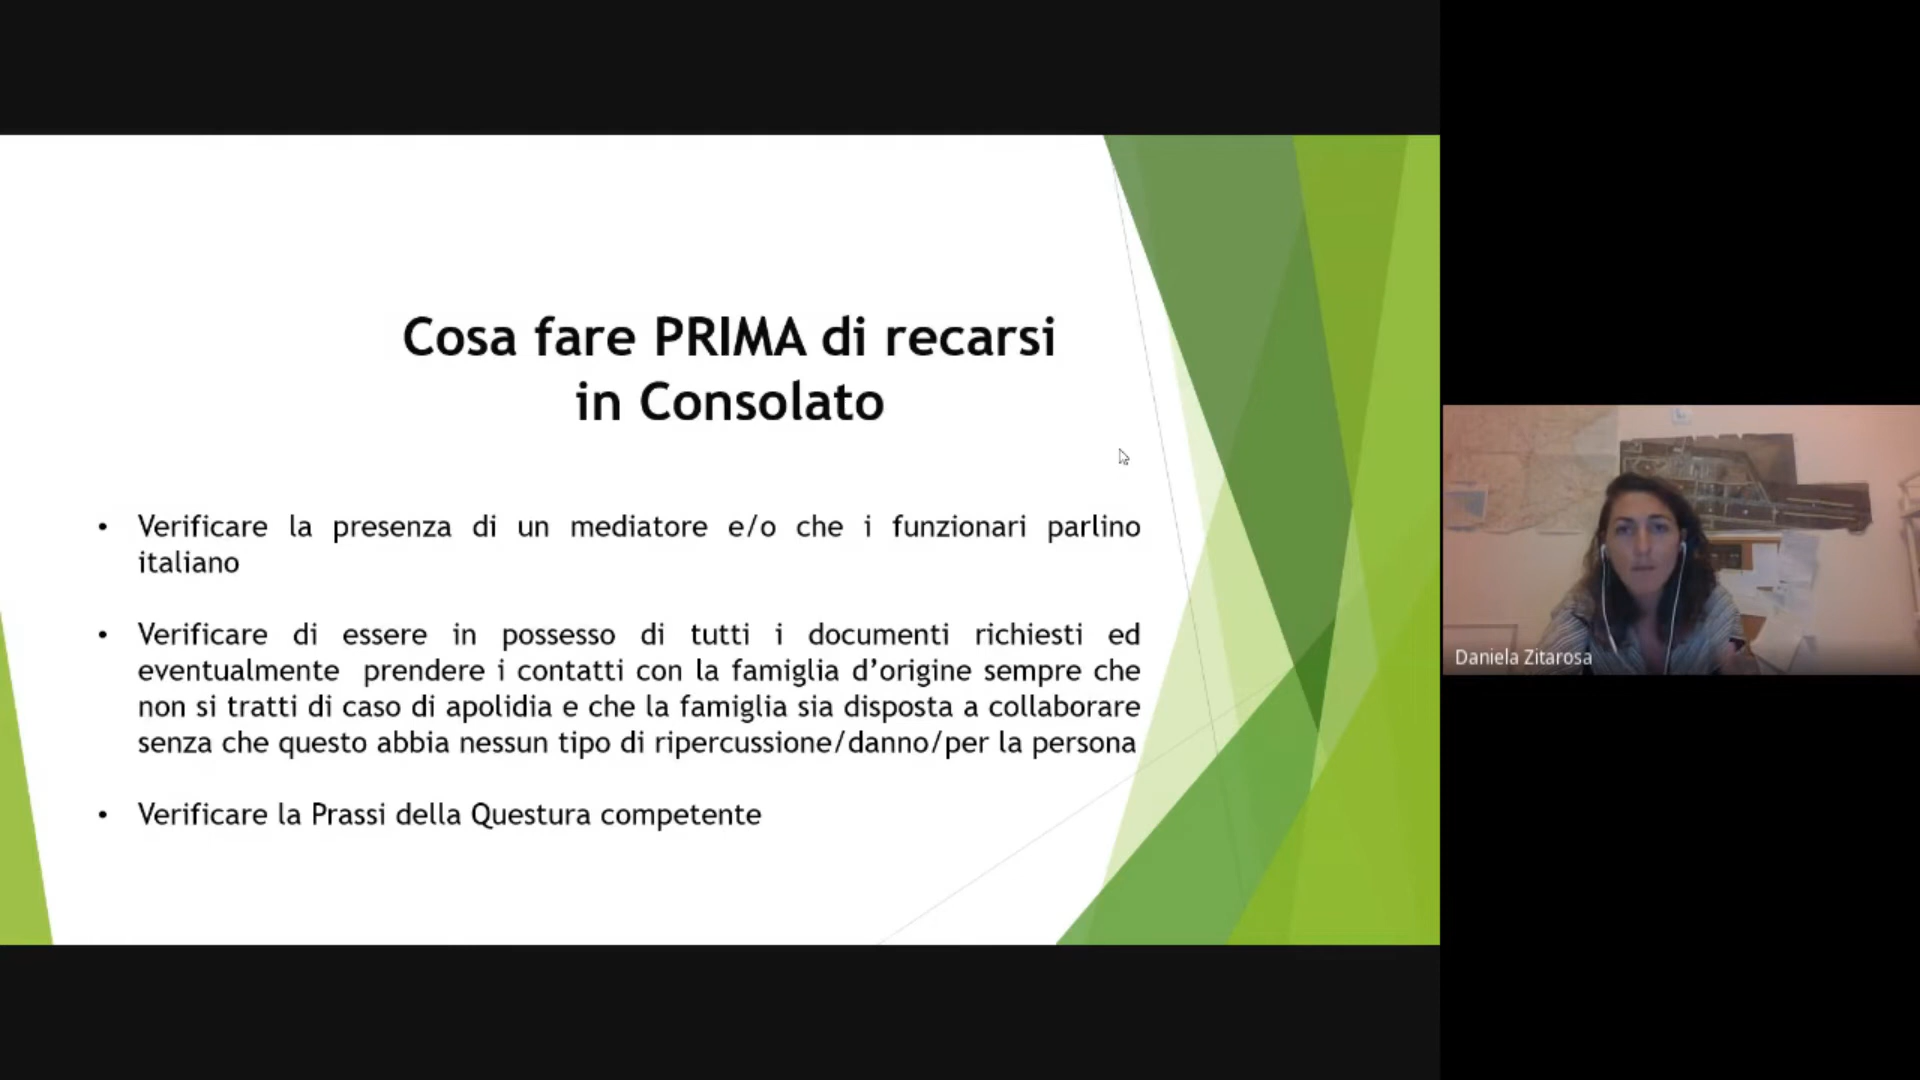 Cosa fare PRIMA di recarsi
in Consolato
• Verificare la presenza di un mediatore e/o che i funzionari parlino
italiano
• Verificare di essere in possesso di tutti i documenti richiesti ed
eventualmente prendere i contatti con la famiglia d’origine sempre che
non si tratti di caso di apolidia e che la famiglia sia disposta a collaborare
senza che questo abbia nessun tipo di ripercussione/danno/per la persona
• Verificare la Prassi della Questura competente
Daniela Zitarosa